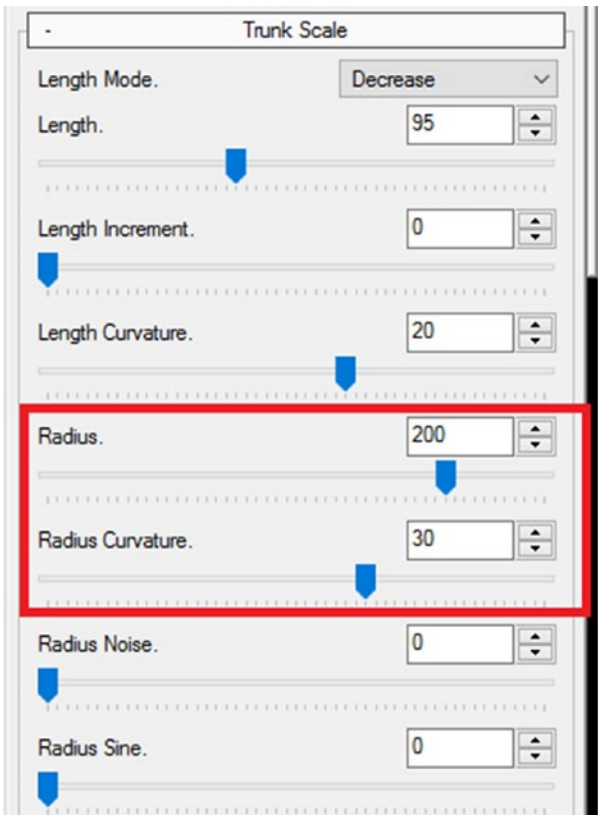 - Trunk Scale
Length Mode. Decrease
Length. 95
Length Increment. 0
Length Curvature. 20
Radius. 200
Radius Curvature. 30
Radius Noise. 0
Radius Sine. 0